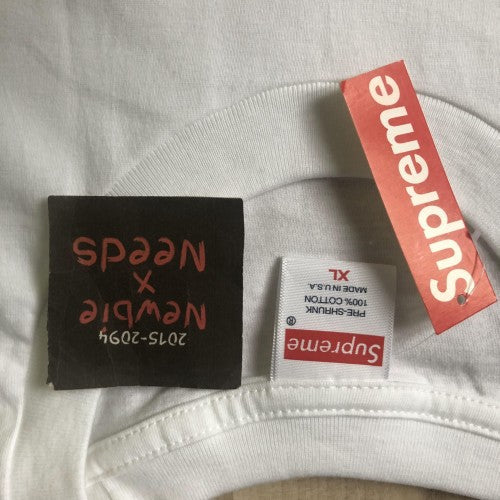 2015-2094
Newbie
x
Needs
Supreme
®
PRE-SHRUNK
100% COTTON
MADE IN U.S.A.
XL
Supreme